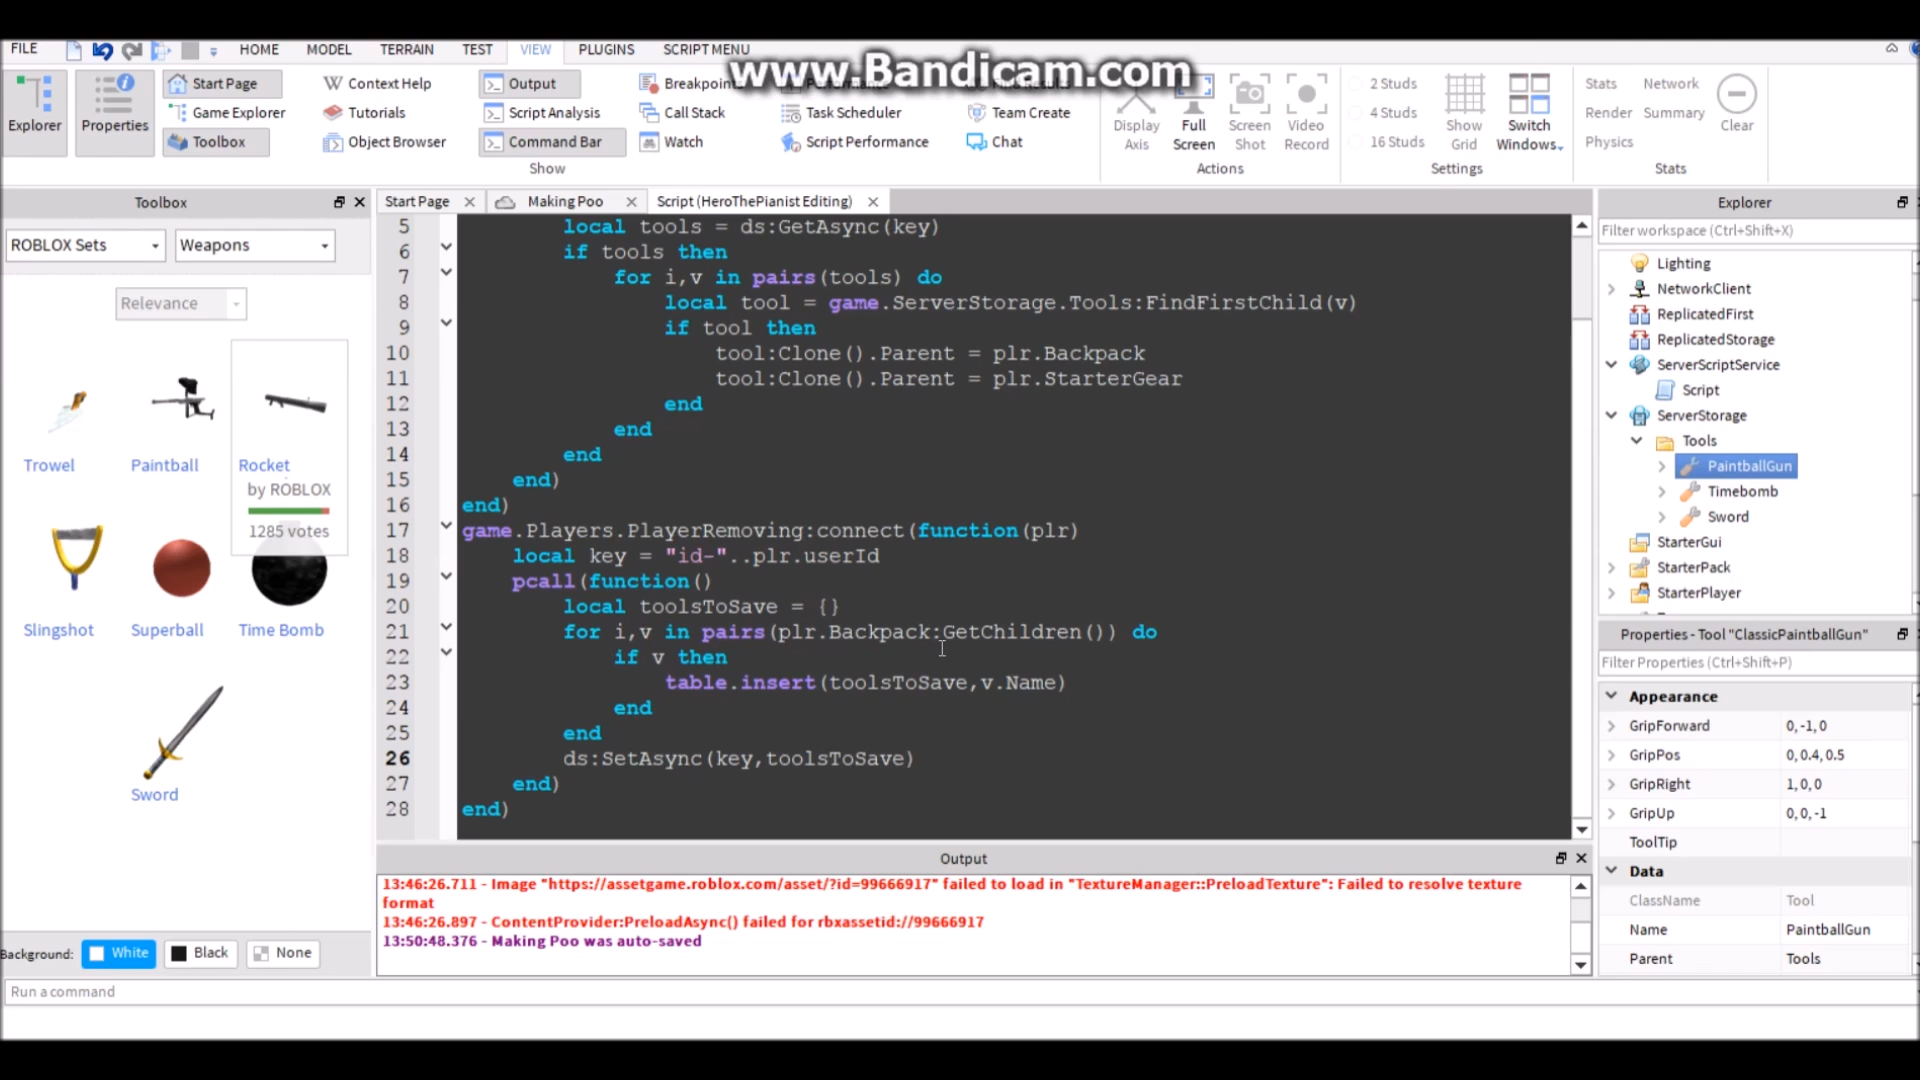 www.Bandicam.com
FILE
HOME
MODEL
TERRAIN
TEST
VIEW
PLUGINS
SCRIPT MENU
Explorer
Properties
Start Page
Game Explorer
Toolbox
Context Help
Tutorials
Object Browser
Output
Script Analysis
Command Bar
Call Stack
Watch
Task Scheduler
Script Performance
Team Create
Chat
Show
Display Axis
Full Screen
Screen Shot
Video Record
Actions
2 Studs
4 Studs
16 Studs
Show Grid
Switch Windows
Settings
Stats
Render
Physics
Network
Summary
Clear
Stats
Toolbox
ROBLOX Sets
Weapons
Relevance
Trowel
Paintball
Rocket
by ROBLOX
1285 votes
Slingshot
Superball
Time Bomb
Sword
Background:
White
Black
None
Start Page
Making Poo
Script (HeroThePianist Editing)
5 local tools = ds:GetAsync(key)
6 if tools then
7 for i,v in pairs(tools) do
8 local tool = game.ServerStorage.Tools:FindFirstChild(v)
9 if tool then
10 tool:Clone().Parent = plr.Backpack
11 tool:Clone().Parent = plr.StarterGear
12 end
13 end
14 end
15 end)
16 end)
17 game.Players.PlayerRemoving:connect(function(plr)
18 local key = "id-"..plr.userId
19 pcall(function()
20 local toolsToSave = {}
21 for i,v in pairs(plr.Backpack:GetChildren()) do
22 if v then
23 table.insert(toolsToSave,v.Name)
24 end
25 end
26 ds:SetAsync(key,toolsToSave)
27 end)
28 end)
Output
13:46:26.711 - Image "https://assetgame.roblox.com/asset/?id=99666917" failed to load in "TextureManager::PreloadTexture": Failed to resolve texture
format
13:46:26.897 - ContentProvider:PreloadAsync() failed for rbxassetid://99666917
13:50:48.376 - Making Poo was auto-saved
Run a command
Explorer
Filter workspace (Ctrl+Shift+X)
Lighting
NetworkClient
ReplicatedFirst
ReplicatedStorage
ServerScriptService
Script
ServerStorage
Tools
PaintballGun
Timebomb
Sword
StarterGui
StarterPack
StarterPlayer
Properties - Tool "ClassicPaintballGun"
Filter Properties (Ctrl+Shift+P)
Appearance
GripForward 0, -1, 0
GripPos 0, 0.4, 0.5
GripRight 1, 0, 0
GripUp 0, 0, -1
ToolTip
Data
ClassName Tool
Name PaintballGun
Parent Tools